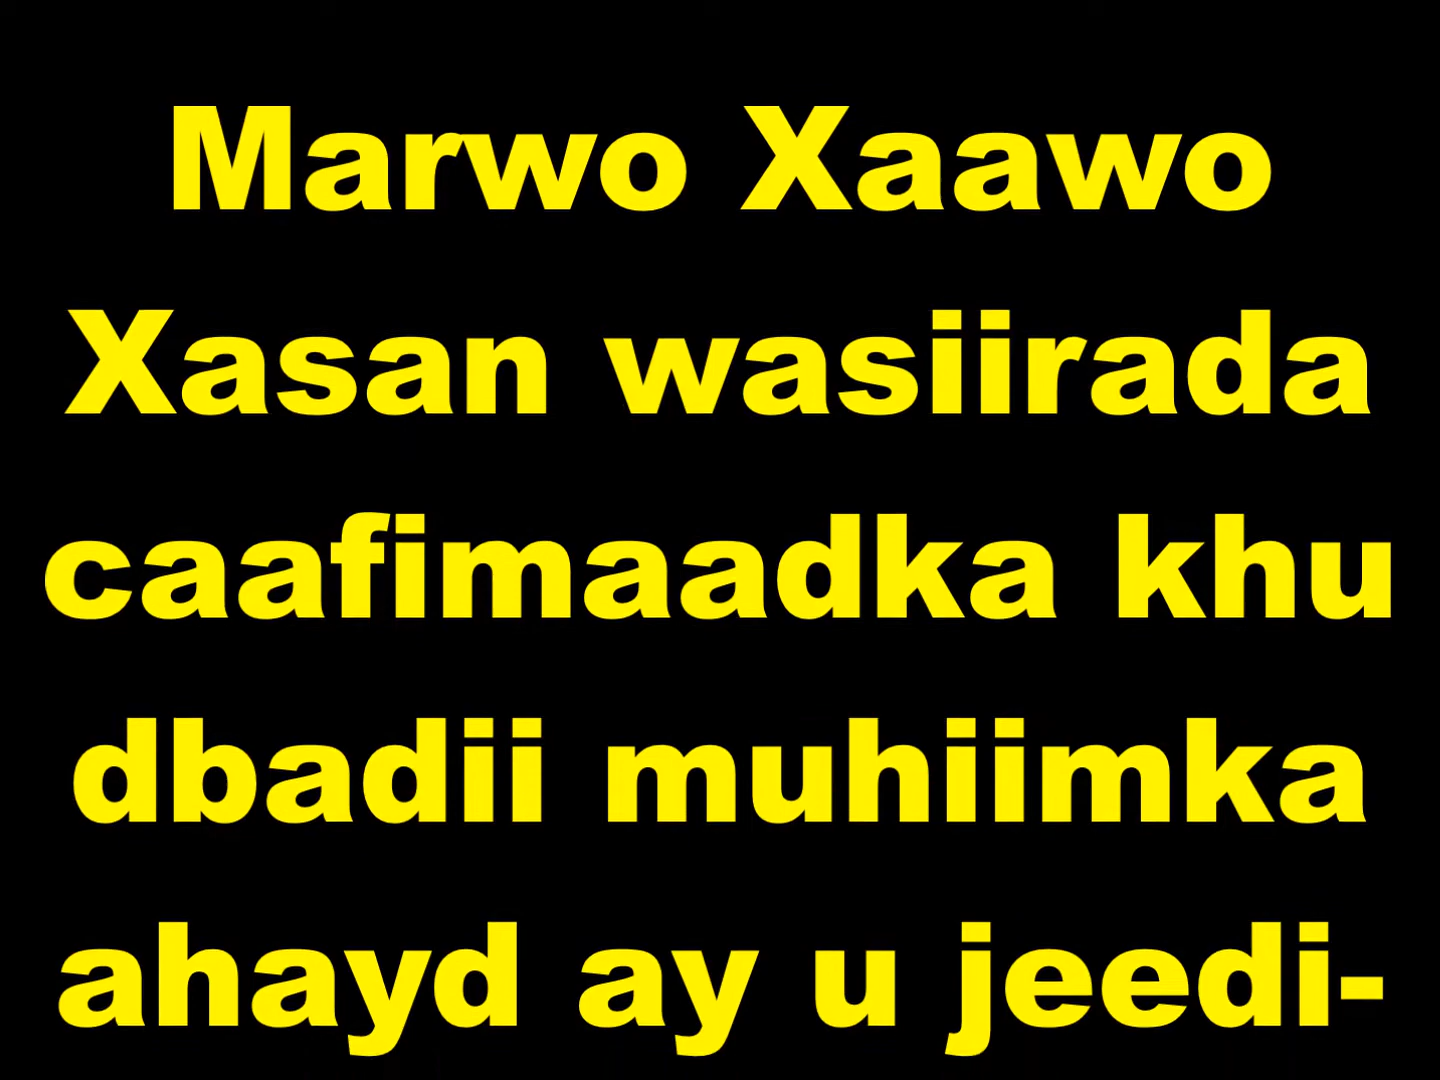 Marwo Xaawo
Xasan wasiirada
caafimaadka khu
dbadii muhiimka
ahayd ay u jeedi-